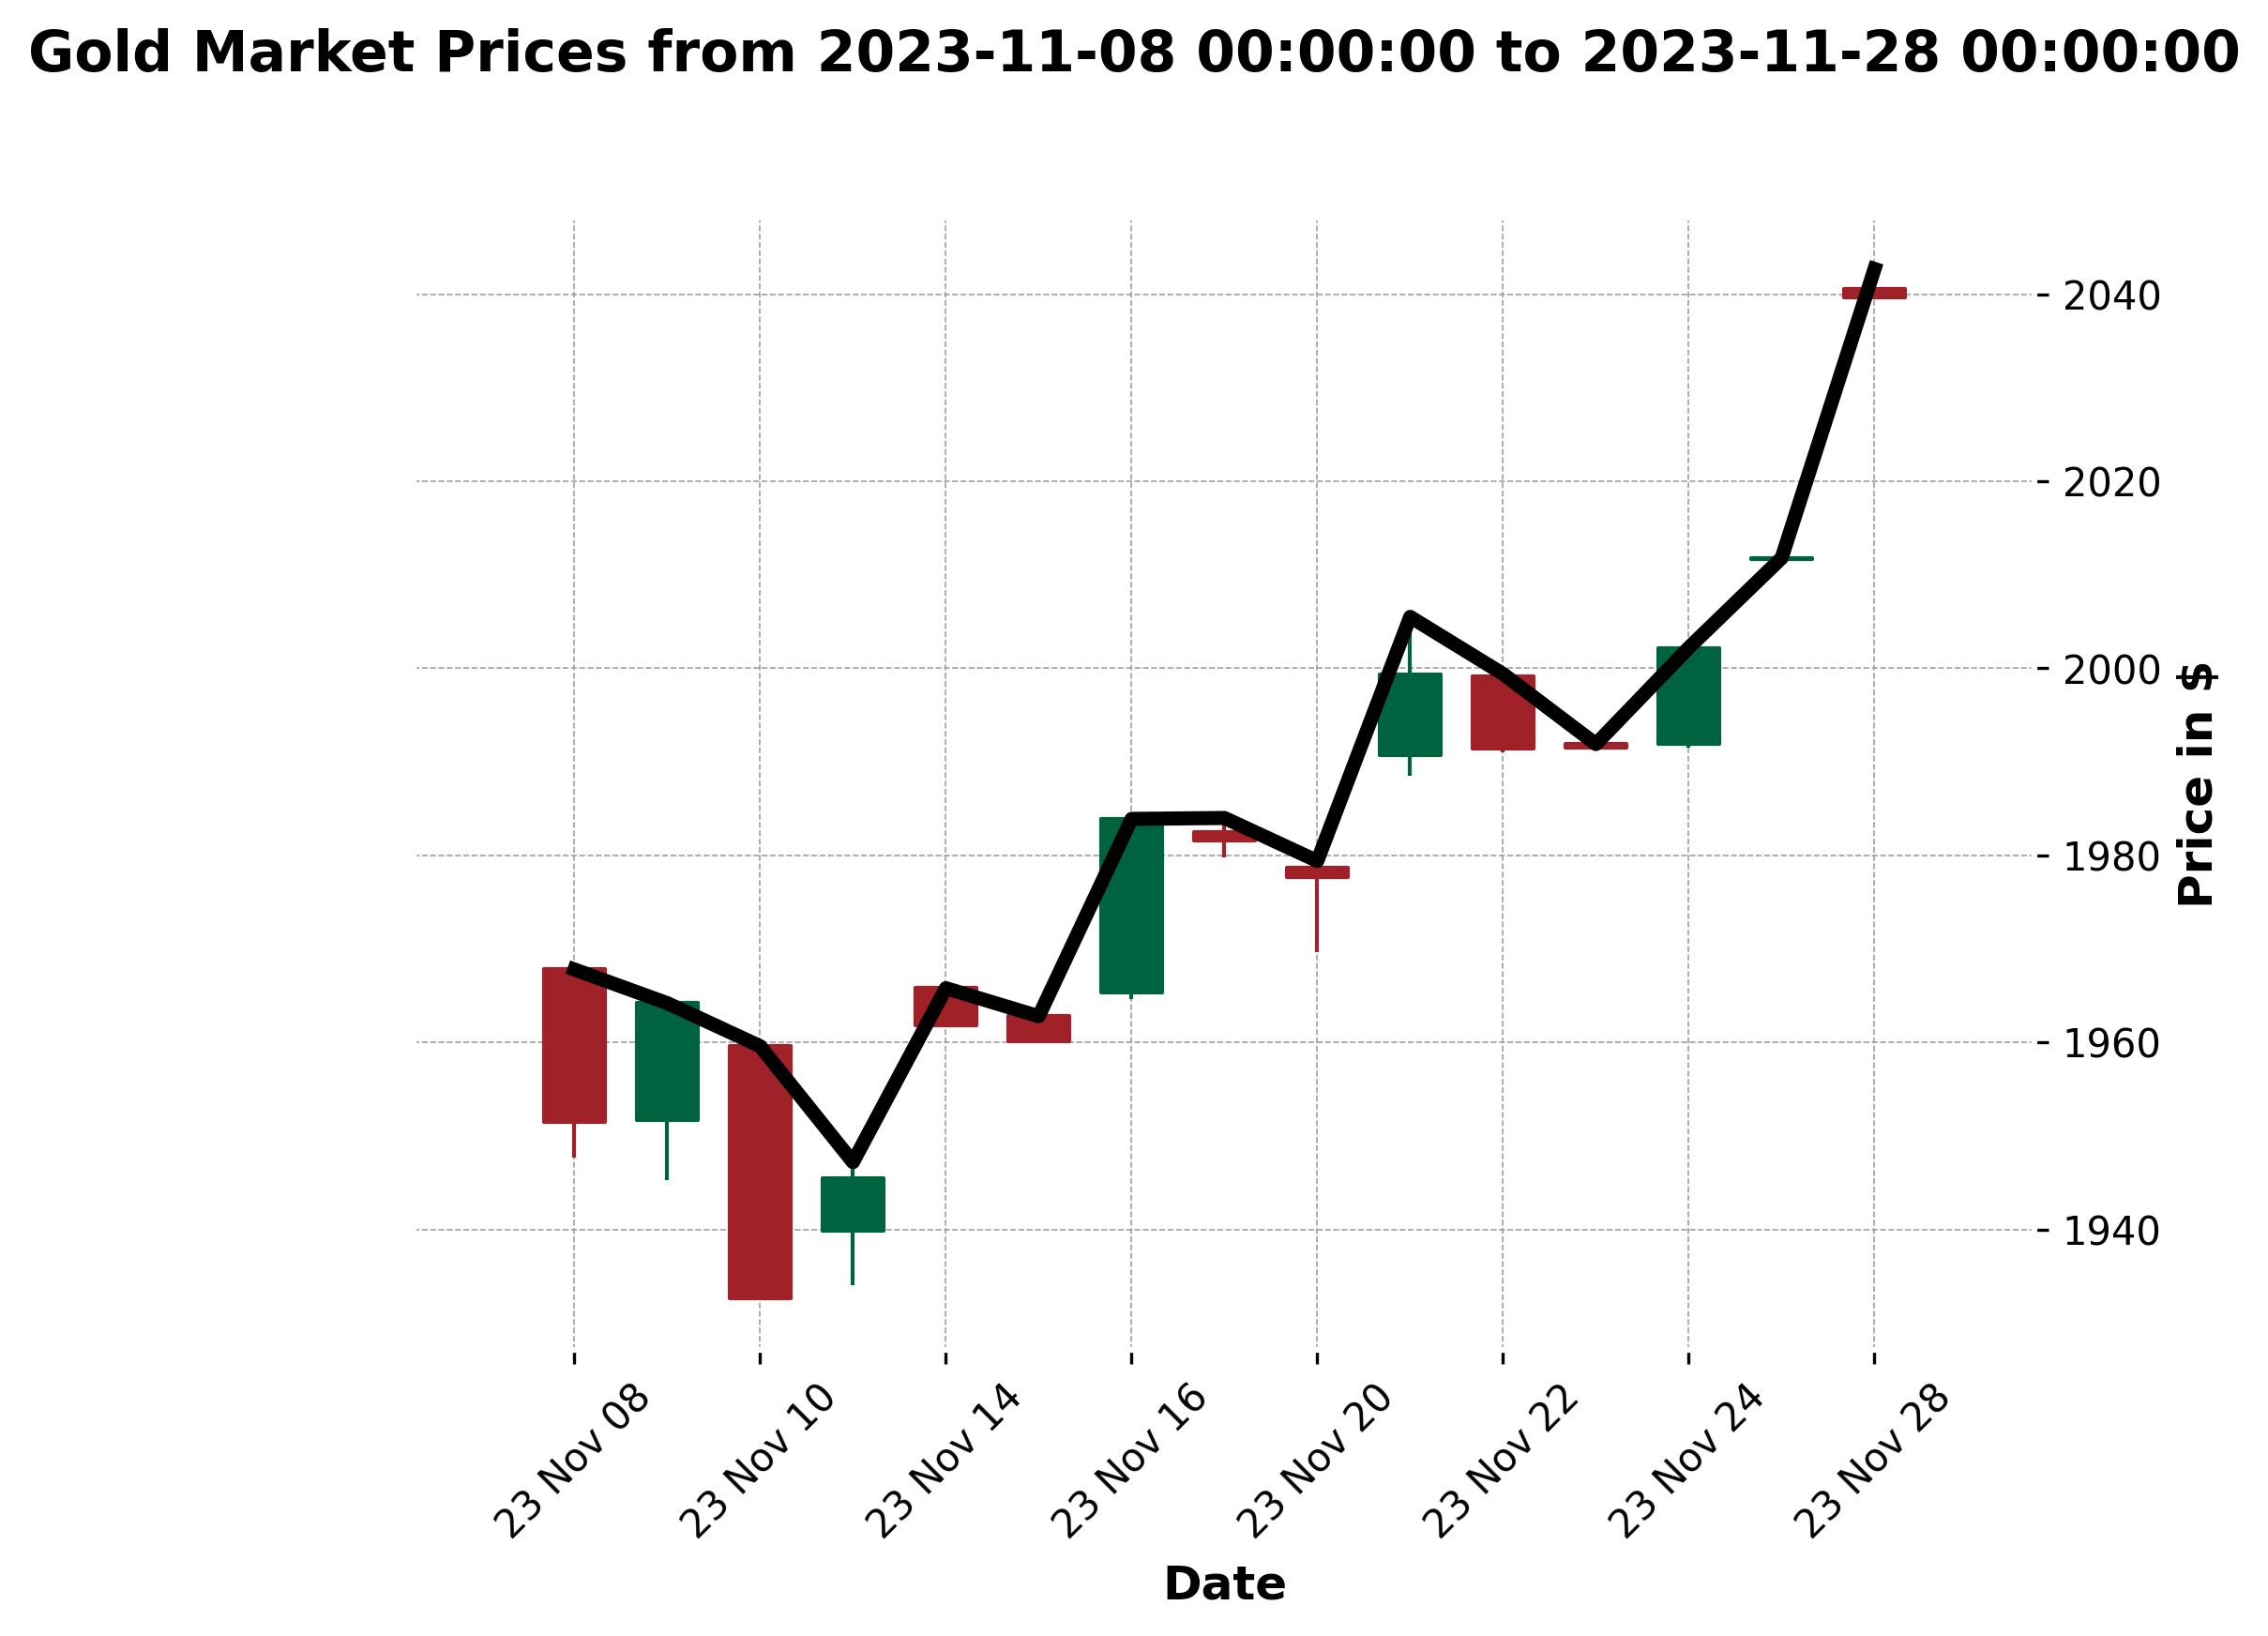 Gold Market Prices from 2023-11-08 00:00:00 to 2023-11-28 00:00:00
2040
2020
2000
1980
1960
1940
Price in $
23 Nov 08
23 Nov 10
23 Nov 14
23 Nov 16
23 Nov 20
23 Nov 22
23 Nov 24
23 Nov 28
Date